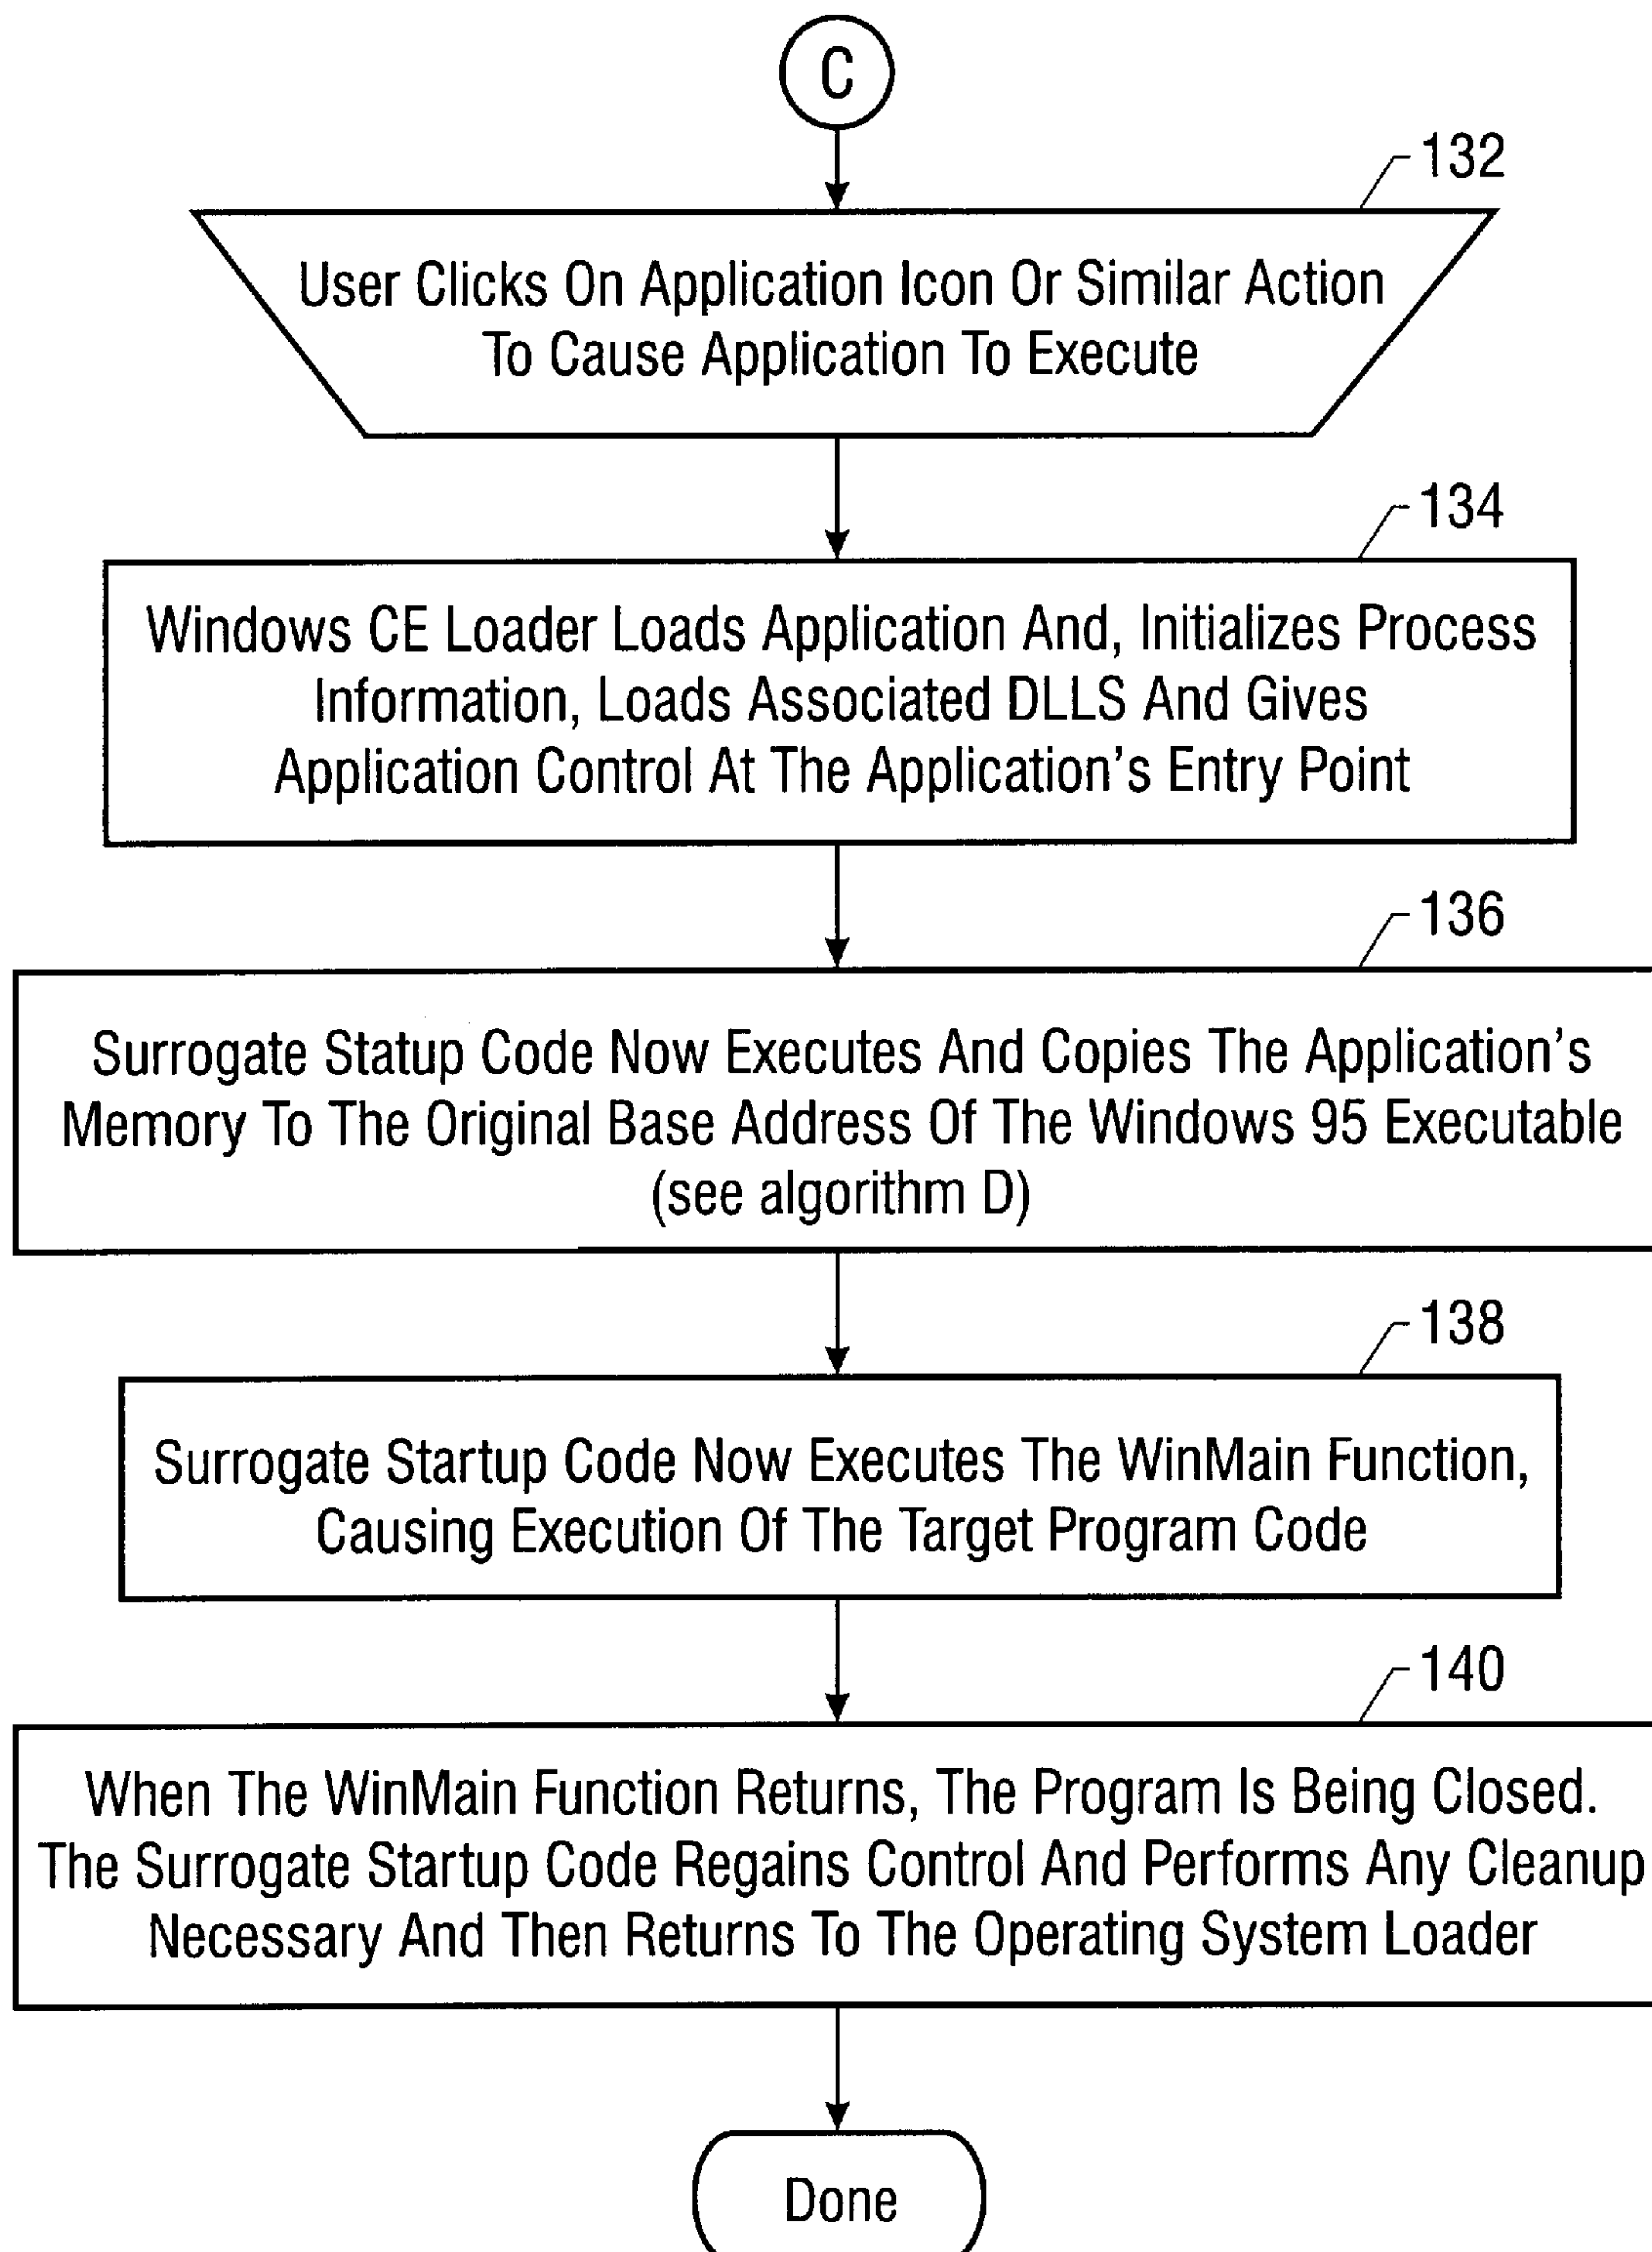 C
132
User Clicks On Application Icon Or Similar Action
To Cause Application To Execute
134
Windows CE Loader Loads Application And, Initializes Process
Information, Loads Associated DLLS And Gives
Application Control At The Application's Entry Point
136
Surrogate Statup Code Now Executes And Copies The Application's
Memory To The Original Base Address Of The Windows 95 Executable
(see algorithm D)
138
Surrogate Startup Code Now Executes The WinMain Function,
Causing Execution Of The Target Program Code
140
When The WinMain Function Returns, The Program Is Being Closed.
The Surrogate Startup Code Regains Control And Performs Any Cleanup
Necessary And Then Returns To The Operating System Loader
Done